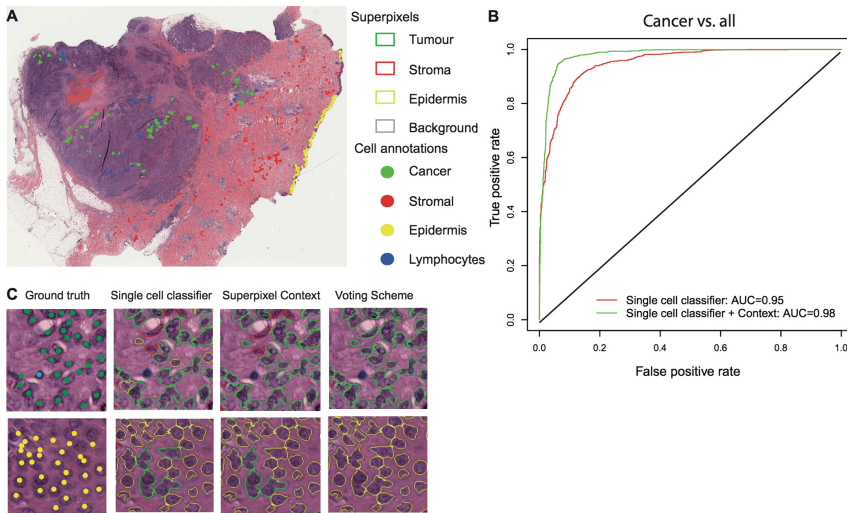 A
Superpixels
Tumour
Stroma
Epidermis
Background
Cell annotations
Cancer
Stromal
Epidermis
Lymphocytes
B
Cancer vs. all
True positive rate
1.0
0.8
0.6
0.4
0.2
0.0
Single cell classifier: AUC=0.95
Single cell classifier + Context: AUC=0.98
0.0 0.2 0.4 0.6 0.8 1.0
False positive rate
C
Ground truth Single cell classifier Superpixel Context Voting Scheme